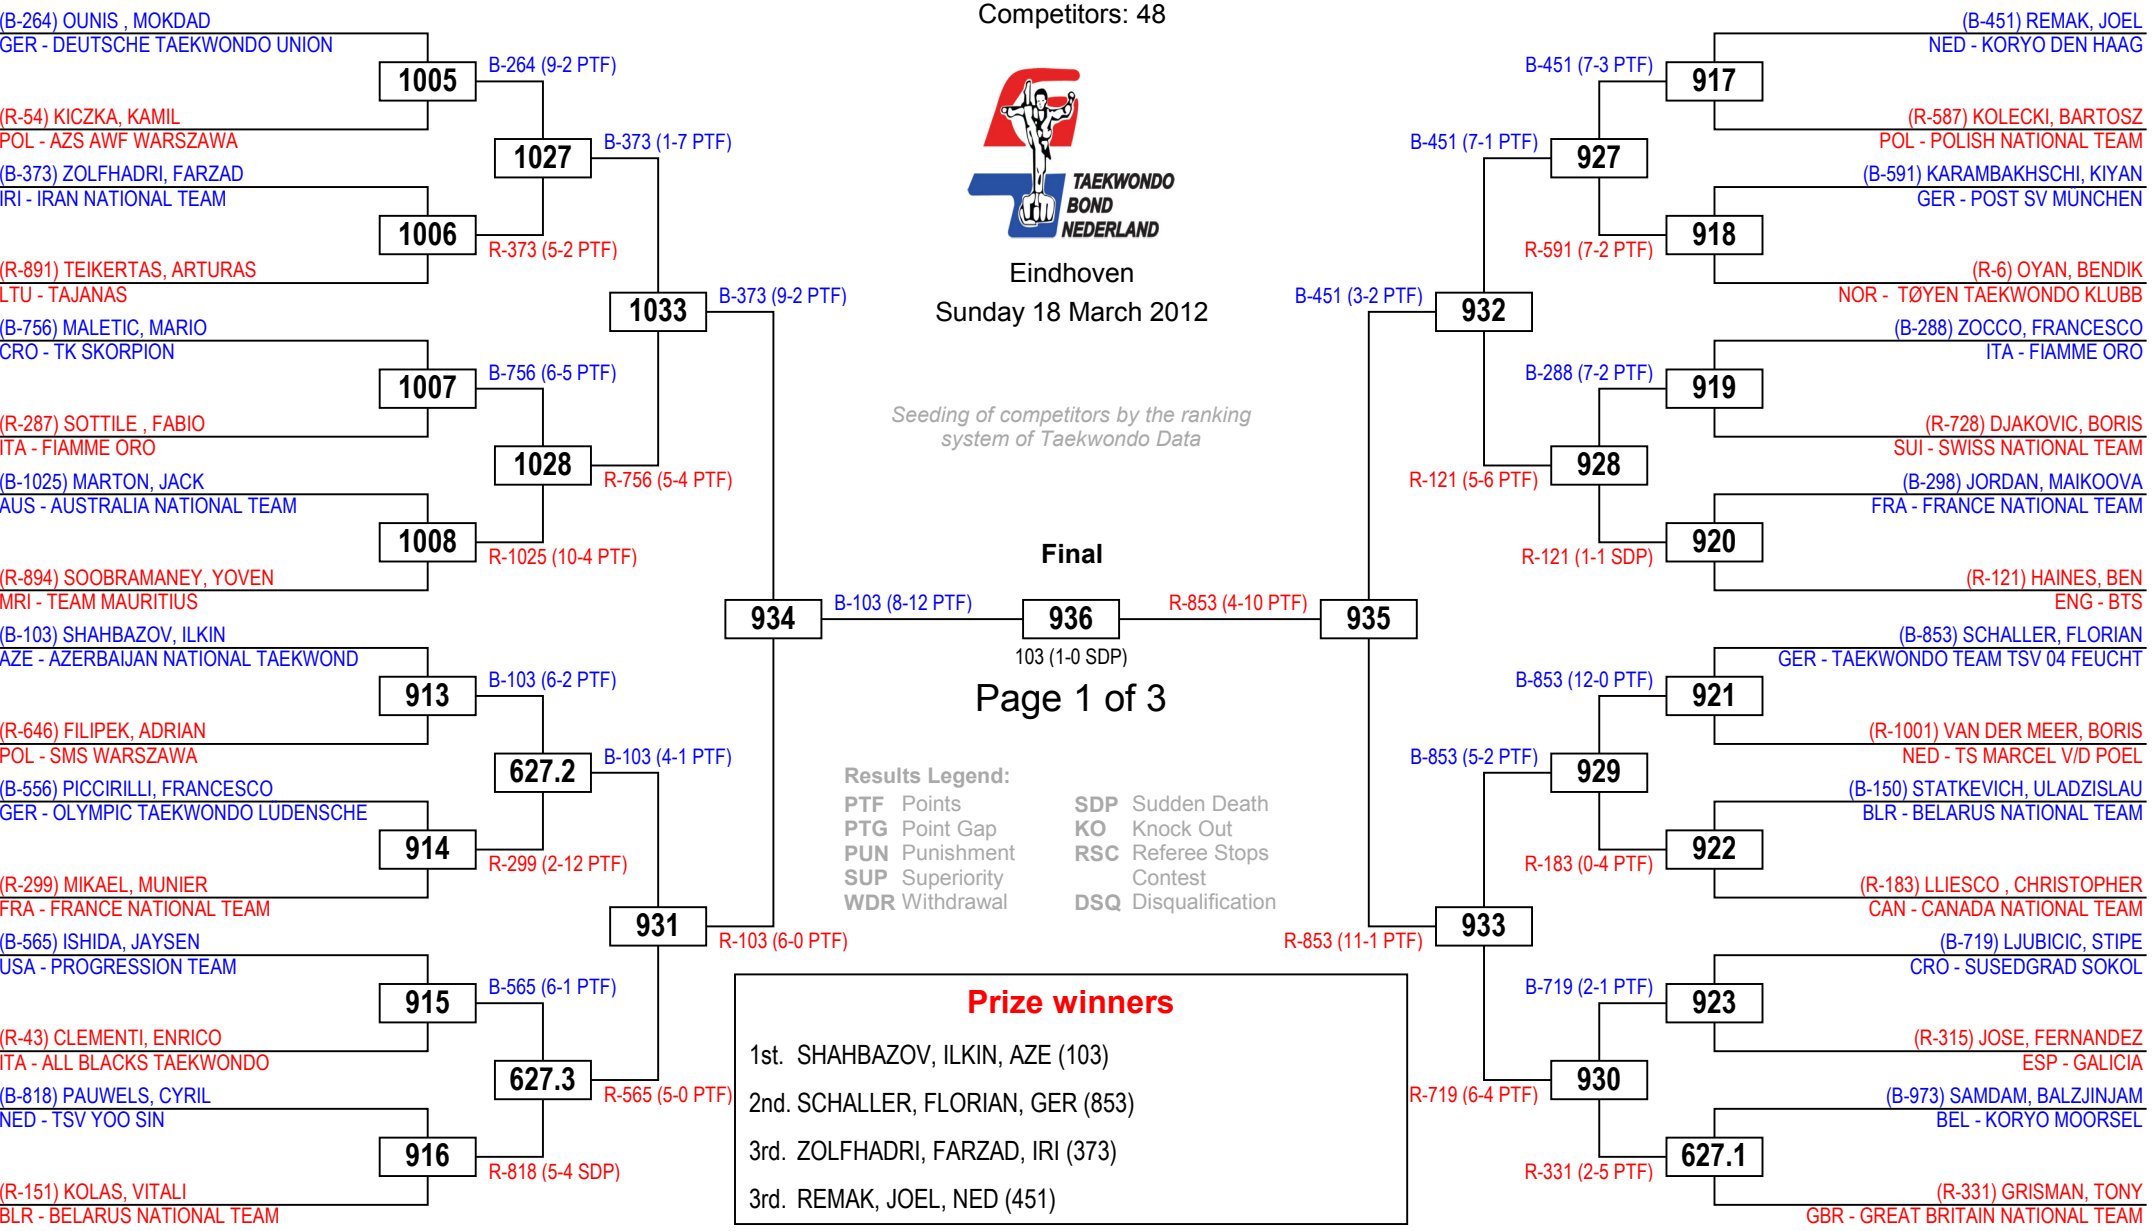 Competitors: 48
TAEKWONDO
BOND
NEDERLAND
Eindhoven
Sunday 18 March 2012
Seeding of competitors by the ranking
system of Taekwondo Data
(B-264) OUNIS , MOKDAD
GER - DEUTSCHE TAEKWONDO UNION
1005
B-264 (9-2 PTF)
(R-54) KICZKA, KAMIL
POL - AZS AWF WARSZAWA
1027
B-373 (1-7 PTF)
(B-373) ZOLFHADRI, FARZAD
IRI - IRAN NATIONAL TEAM
1006
R-373 (5-2 PTF)
(R-891) TEIKERTAS, ARTURAS
LTU - TAJANAS
1033
B-373 (9-2 PTF)
(B-756) MALETIC, MARIO
CRO - TK SKORPION
1007
B-756 (6-5 PTF)
(R-287) SOTTILE , FABIO
ITA - FIAMME ORO
1028
R-756 (5-4 PTF)
(B-1025) MARTON, JACK
AUS - AUSTRALIA NATIONAL TEAM
1008
R-1025 (10-4 PTF)
(R-894) SOOBRAMANEY, YOVEN
MRI - TEAM MAURITIUS
934
B-103 (8-12 PTF)
(B-103) SHAHBAZOV, ILKIN
AZE - AZERBAIJAN NATIONAL TAEKWOND
913
B-103 (6-2 PTF)
(R-646) FILIPEK, ADRIAN
POL - SMS WARSZAWA
627.2
B-103 (4-1 PTF)
(B-556) PICCIRILLI, FRANCESCO
GER - OLYMPIC TAEKWONDO LÜDENSCHE
914
R-299 (2-12 PTF)
(R-299) MIKAEL, MUNIER
FRA - FRANCE NATIONAL TEAM
931
R-103 (6-0 PTF)
(B-565) ISHIDA, JAYSEN
USA - PROGRESSION TEAM
915
B-565 (6-1 PTF)
(R-43) CLEMENTI, ENRICO
ITA - ALL BLACKS TAEKWONDO
627.3
R-565 (5-0 PTF)
(B-818) PAUWELS, CYRIL
NED - TSV YOO SIN
916
R-818 (5-4 SDP)
(R-151) KOLAS, VITALI
BLR - BELARUS NATIONAL TEAM
Final
936
103 (1-0 SDP)
Page 1 of 3
Results Legend:
PTF Points
PTG Point Gap
PUN Punishment
SUP Superiority
WDR Withdrawal
SDP Sudden Death
KO Knock Out
RSC Referee Stops
Contest
DSQ Disqualification
Prize winners
1st. SHAHBAZOV, ILKIN, AZE (103)
2nd. SCHALLER, FLORIAN, GER (853)
3rd. ZOLFHADRI, FARZAD, IRI (373)
3rd. REMAK, JOEL, NED (451)
(B-451) REMAK, JOEL
NED - KORYO DEN HAAG
B-451 (7-3 PTF)
917
(R-587) KOLECKI, BARTOSZ
POL - POLISH NATIONAL TEAM
B-451 (7-1 PTF)
927
(B-591) KARAMBAKHSCHI, KIYAN
GER - POST SV MÜNCHEN
918
R-591 (7-2 PTF)
(R-6) OYAN, BENDIK
NOR - TØYEN TAEKWONDO KLUBB
B-451 (3-2 PTF)
932
(B-288) ZOCCO, FRANCESCO
ITA - FIAMME ORO
B-288 (7-2 PTF)
919
(R-728) DJAKOVIC, BORIS
SUI - SWISS NATIONAL TEAM
928
R-121 (5-6 PTF)
(B-298) JORDAN, MAIKOOVA
FRA - FRANCE NATIONAL TEAM
920
R-121 (1-1 SDP)
(R-121) HAINES, BEN
ENG - BTS
R-853 (4-10 PTF)
935
(B-853) SCHALLER, FLORIAN
GER - TAEKWONDO TEAM TSV 04 FEUCHT
B-853 (12-0 PTF)
921
(R-1001) VAN DER MEER, BORIS
NED - TS MARCEL V/D POEL
B-853 (5-2 PTF)
929
(B-150) STATKEVICH, ULADZISLAU
BLR - BELARUS NATIONAL TEAM
922
R-183 (0-4 PTF)
(R-183) LLIESCO , CHRISTOPHER
CAN - CANADA NATIONAL TEAM
933
R-853 (11-1 PTF)
(B-719) LJUBICIC, STIPE
CRO - SUSEDGRAD SOKOL
B-719 (2-1 PTF)
923
(R-315) JOSE, FERNANDEZ
ESP - GALICIA
930
R-719 (6-4 PTF)
(B-973) SAMDAM, BALZJINJAM
BEL - KORYO MOORSEL
627.1
R-331 (2-5 PTF)
(R-331) GRISMAN, TONY
GBR - GREAT BRITAIN NATIONAL TEAM